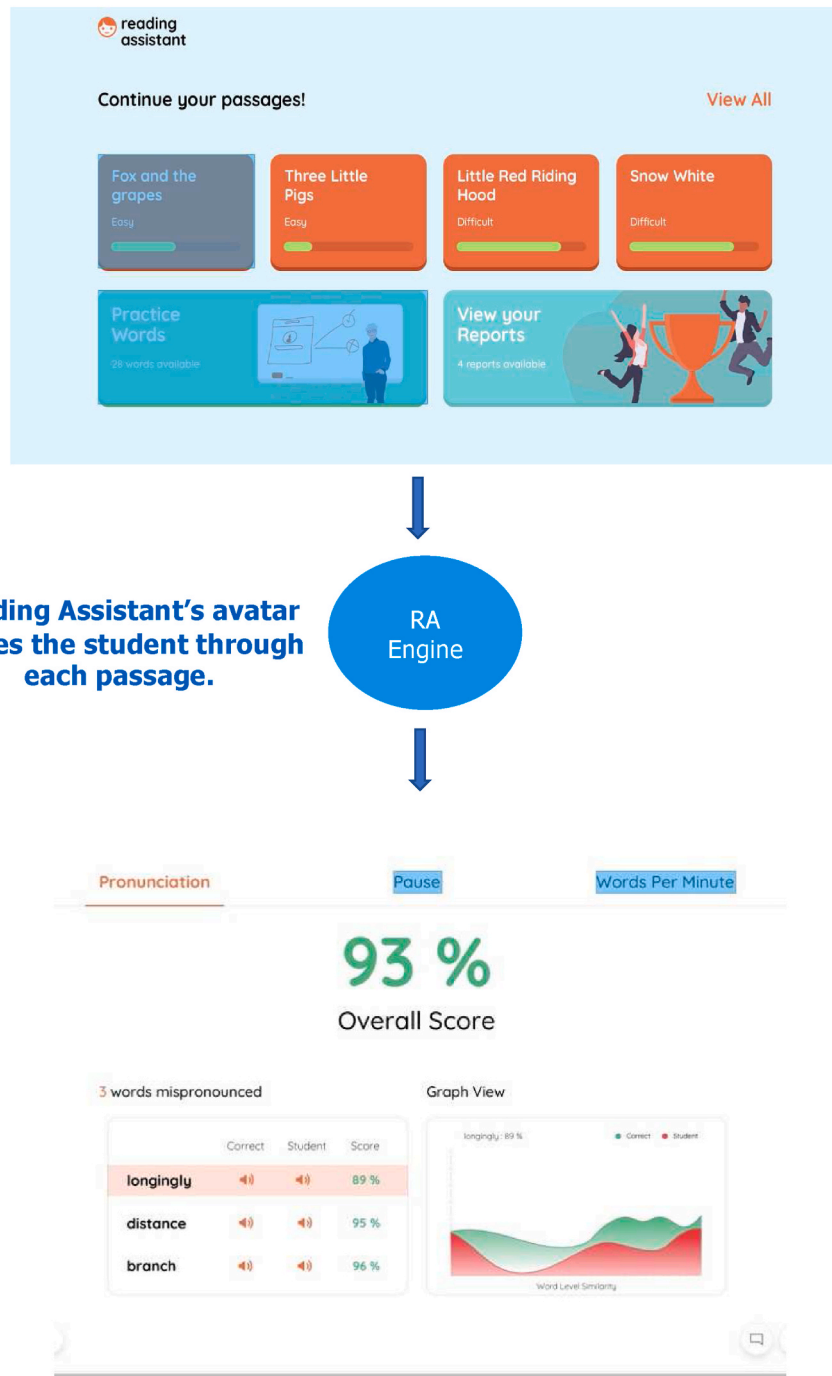 reading
assistant
Continue your passages!
View All
Fox and the
grapes
Easy
Three Little
Pigs
Easy
Little Red Riding
Hood
Difficult
Snow White
Difficult
Practice
Words
28 words available
View your
Reports
4 reports available
ding Assistant’s avatar
es the student through
each passage.
RA
Engine
Pronunciation
Pause
Words Per Minute
93 %
Overall Score
3 words mispronounced
Graph View
Correct Student Score
longingly 89 %
distance 95 %
branch 96 %
longingly : 89 %
Correct Student
Word Level Similarity